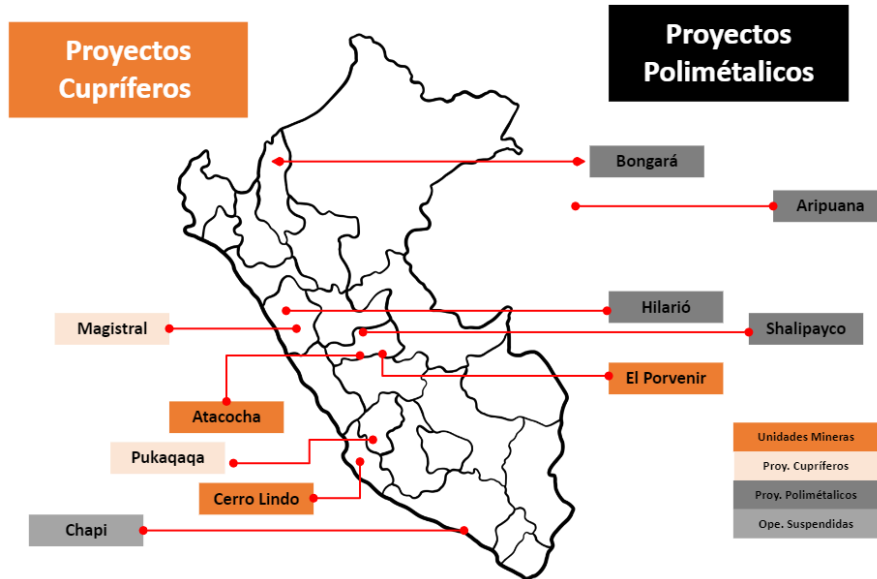 Proyectos
Cupríferos
Proyectos
Polimétalicos
Bongará
Aripuana
Hilarió
Magistral
Shalipayco
El Porvenir
Atacocha
Pukaqaqa
Cerro Lindo
Chapi
Unidades Mineras
Proy. Cupríferos
Proy. Polimétalicos
Ope. Suspendidas